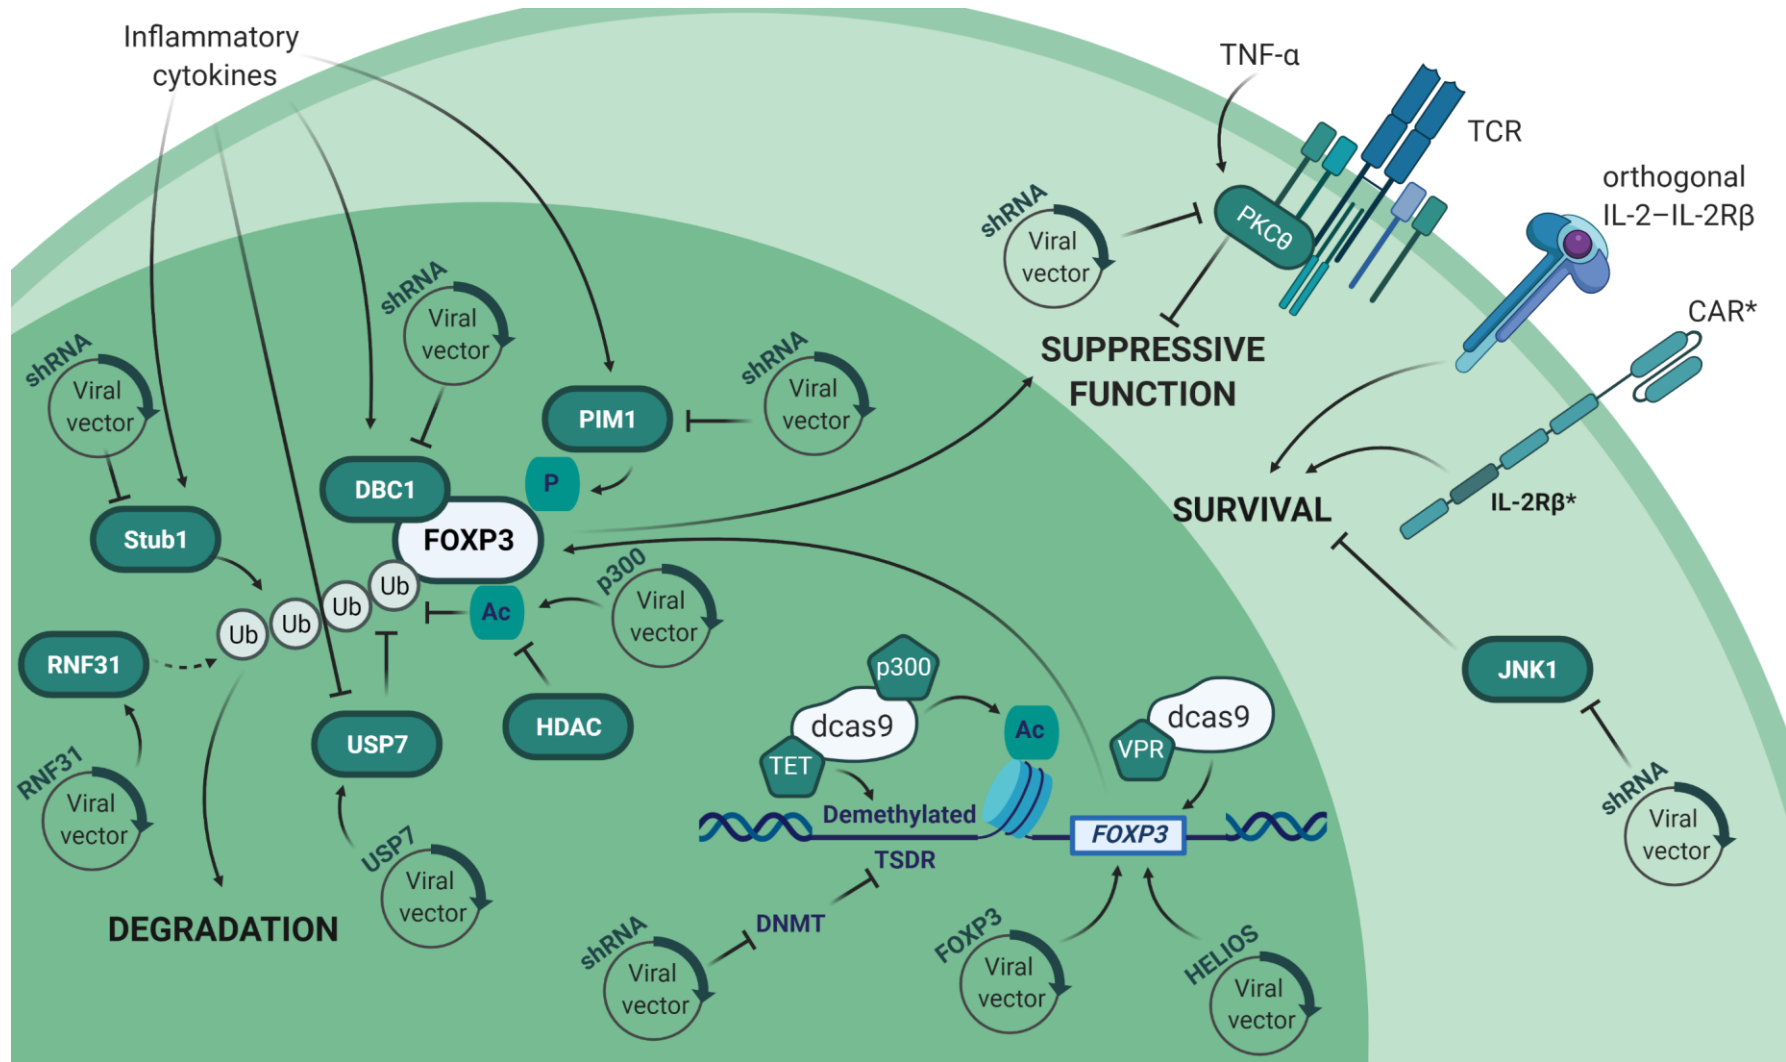 Inflammatory
cytokines
TNF-α
TCR
orthogonal
IL-2–IL-2Rβ
CAR*
shRNA
Viral
vector
PKCθ
SUPPRESSIVE
FUNCTION
shRNA
Viral
vector
shRNA
Viral
vector
shRNA
Viral
vector
PIM1
DBC1
P
FOXP3
Stub1
SURVIVAL
IL-2Rβ*
Ub
Ub
Ub
Ub
Ac
p300
Viral
vector
RNF31
USP7
HDAC
p300
dcas9
TET
Ac
dcas9
VPR
JNK1
RNF31
Viral
vector
USP7
Viral
vector
Demethylated
TSDR
FOXP3
shRNA
Viral
vector
DEGRADATION
DNMT
shRNA
Viral
vector
FOXP3
Viral
vector
HELIOS
Viral
vector